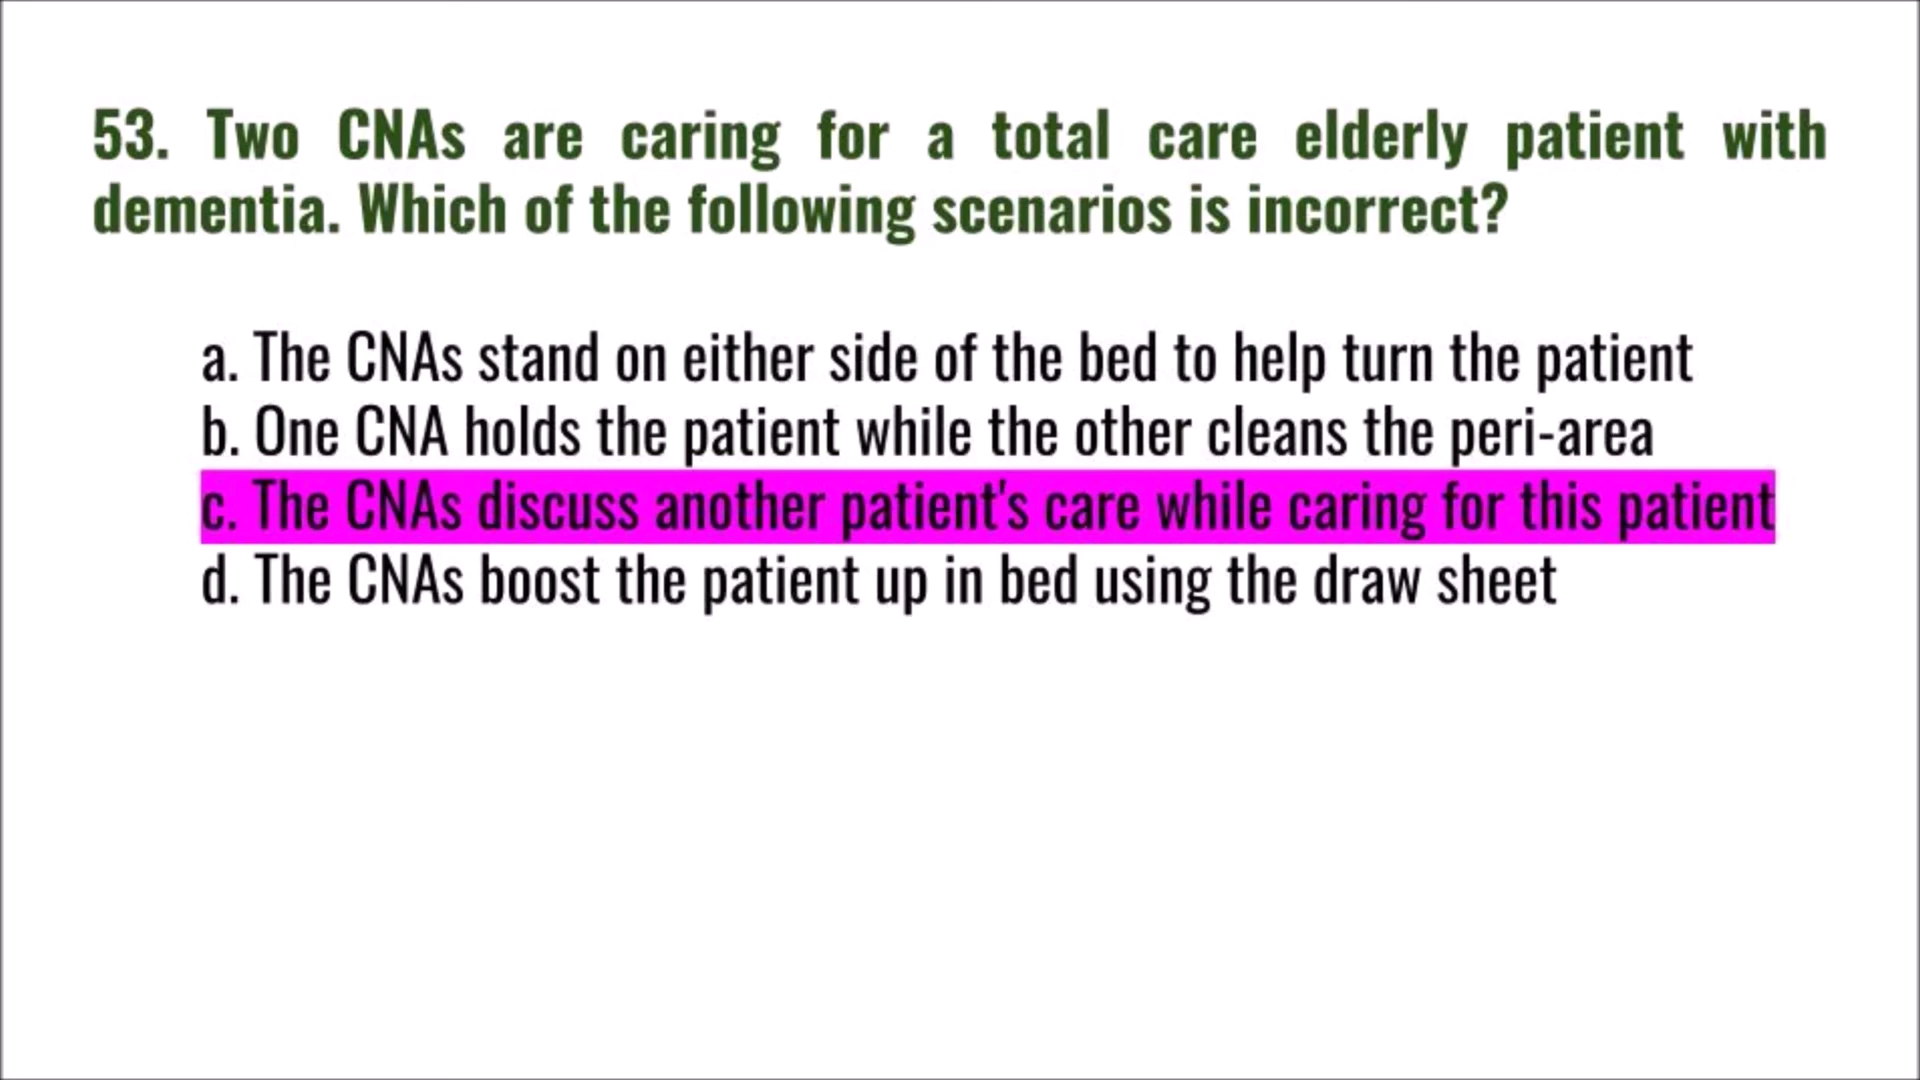 53. Two CNAs are caring for a total care elderly patient with
dementia. Which of the following scenarios is incorrect?
a. The CNAs stand on either side of the bed to help turn the patient
b. One CNA holds the patient while the other cleans the peri-area
c. The CNAs discuss another patient's care while caring for this patient
d. The CNAs boost the patient up in bed using the draw sheet